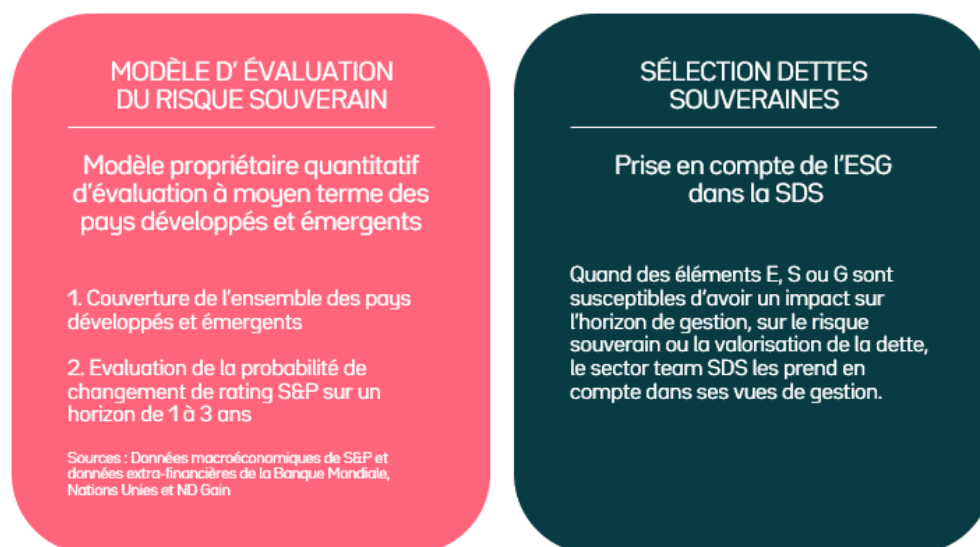 MODÈLE D' ÉVALUATION
DU RISQUE SOUVERAIN
Modèle propriétaire quantitatif
d'évaluation à moyen terme des
pays développés et émergents
1. Couverture de l'ensemble des pays
développés et émergents
2. Evaluation de la probabilité de
changement de rating S&P sur un
horizon de 1 à 3 ans
Sources : Données macroéconomiques de S&P et
données extra-financières de la Banque Mondiale,
Nations Unies et ND Gain
SÉLECTION DETTES
SOUVERAINES
Prise en compte de l'ESG
dans la SDS
Quand des éléments E, S ou G sont
susceptibles d'avoir un impact sur
l'horizon de gestion, sur le risque
souverain ou la valorisation de la dette,
le sector team SDS les prend en
compte dans ses vues de gestion.